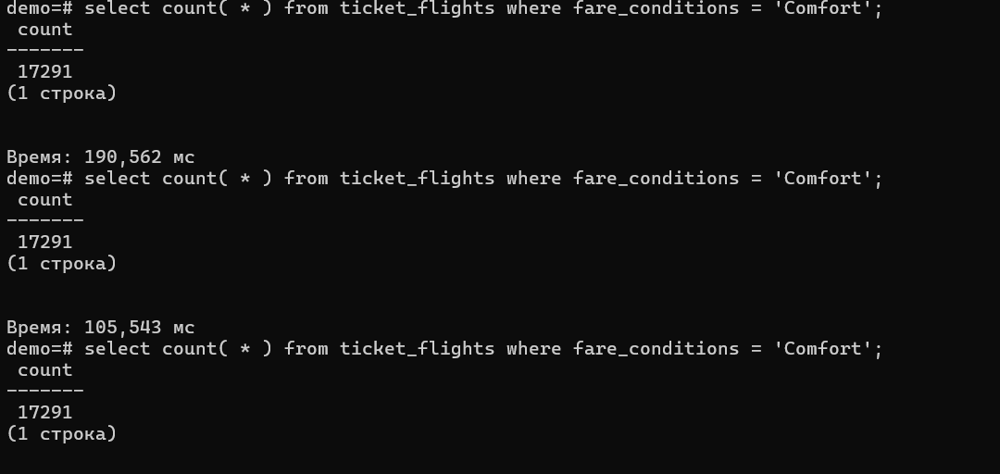 demo=# select count( * ) from ticket_flights where fare_conditions = 'Comfort';
 count
-------
 17291
(1 строка)
Время: 190,562 мс
demo=# select count( * ) from ticket_flights where fare_conditions = 'Comfort';
 count
-------
 17291
(1 строка)
Время: 105,543 мс
demo=# select count( * ) from ticket_flights where fare_conditions = 'Comfort';
 count
-------
 17291
(1 строка)